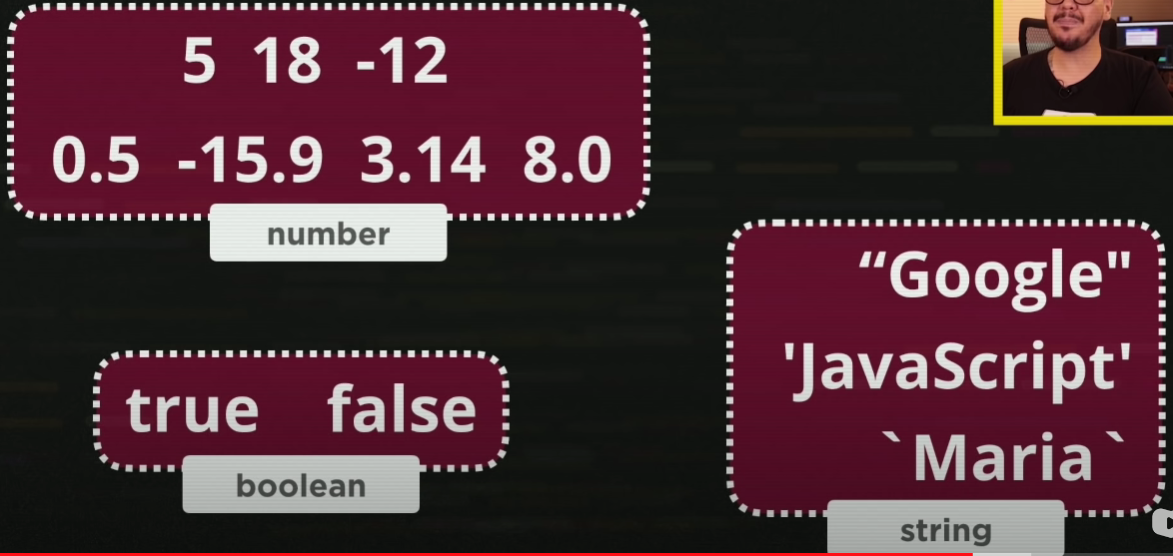 5 18 -12
0.5 -15.9 3.14 8.0
number
true false
boolean
“Google"
'JavaScript'
`Maria`
string